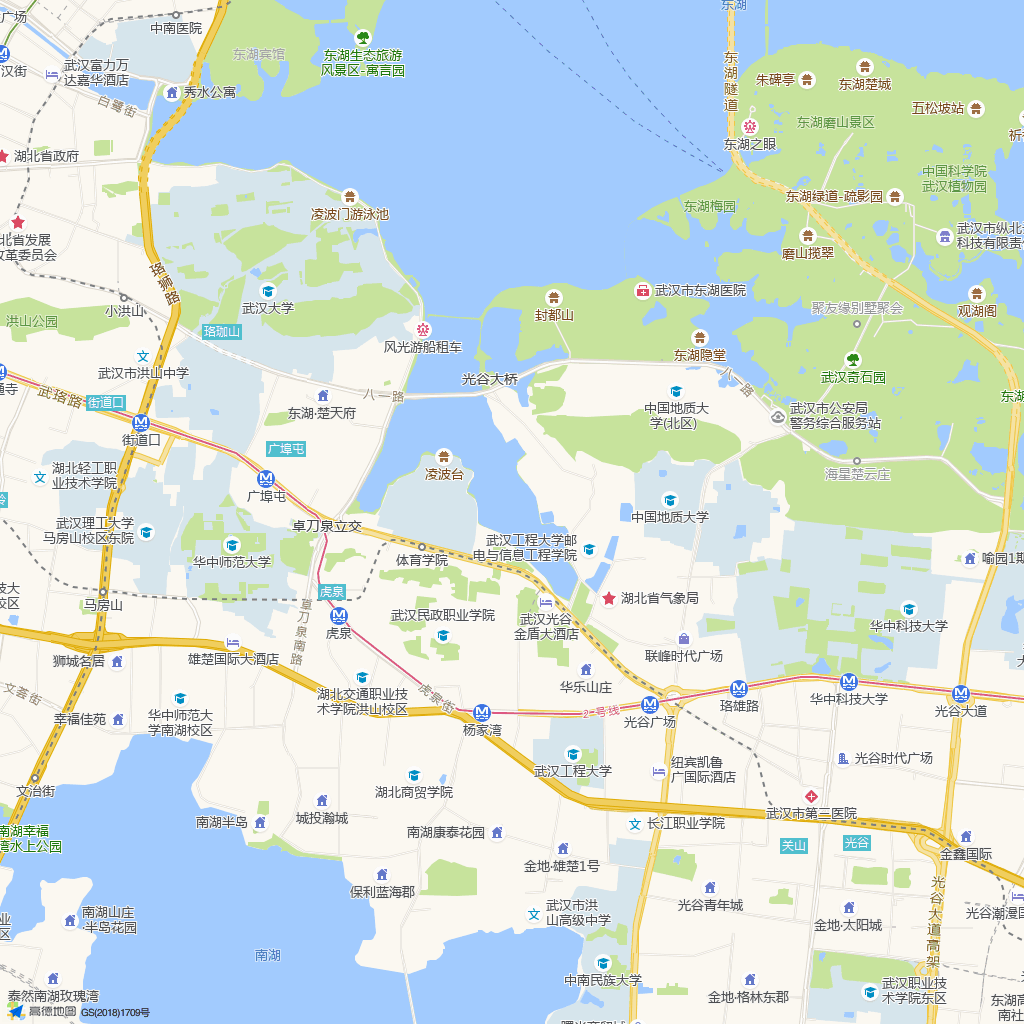 广场
中南医院
东湖
武汉富力万
达嘉华酒店
汉街
东湖宾馆
东湖生态旅游
风景区-寓言园
东湖隧道
朱碑亭
东湖楚城
五松坡站
秀水公寓
白鹭街
东湖磨山景区
东湖之眼
湖北省政府
中国科学院
武汉植物园
凌波门游泳池
东湖梅园
东湖绿道-疏影园
北省发展
改革委员会
磨山揽翠
武汉市纵北
科技有限责
珞狮路
武汉大学
武汉市东湖医院
小洪山
封都山
聚友缘别墅聚会
观湖阁
洪山公园
珞珈山
风光游船租车
东湖隐堂
武汉市洪山中学
光谷大桥
武汉奇石园
武珞路
街道口
八一路
八一路
东湖·楚天府
中国地质大
学(北区)
武汉市公安局
警务综合服务站
街道口
广埠屯
湖北轻工职
业技术学院
凌波台
海星楚云庄
广埠屯
武汉理工大学
马房山校区东院
卓刀泉立交
中国地质大学
武汉工程大学邮
电与信息工程学院
华中师范大学
体育学院
喻园1期
虎泉
湖北省气象局
马房山
卓刀泉南路
虎泉
武汉民政职业学院
武汉光谷
金盾大酒店
华中科技大学
狮城名居
雄楚国际大酒店
联峰时代广场
华乐山庄
文荟街
湖北交通职业技
术学院洪山校区
虎泉街
华中科技大学
珞雄路
幸福佳苑
华中师范大
学南湖校区
杨家湾
2号线
光谷广场
光谷大道
武汉工程大学
纽宾凯鲁
广国际酒店
光谷时代广场
文治街
湖北商贸学院
城投瀚城
南湖半岛
南湖康泰花园
长江职业学院
武汉市第三医院
南湖幸福
湾水上公园
关山
光谷
金鑫国际
金地·雄楚1号
保利蓝海郡
光谷青年城
光谷大道高架
南湖山庄
·半岛花园
武汉市洪
山高级中学
金地·太阳城
光谷潮漫国
南湖
中南民族大学
武汉职业技
术学院东区
泰然南湖玫瑰湾
金地·格林东郡
高德地图
GS(2018)1709号